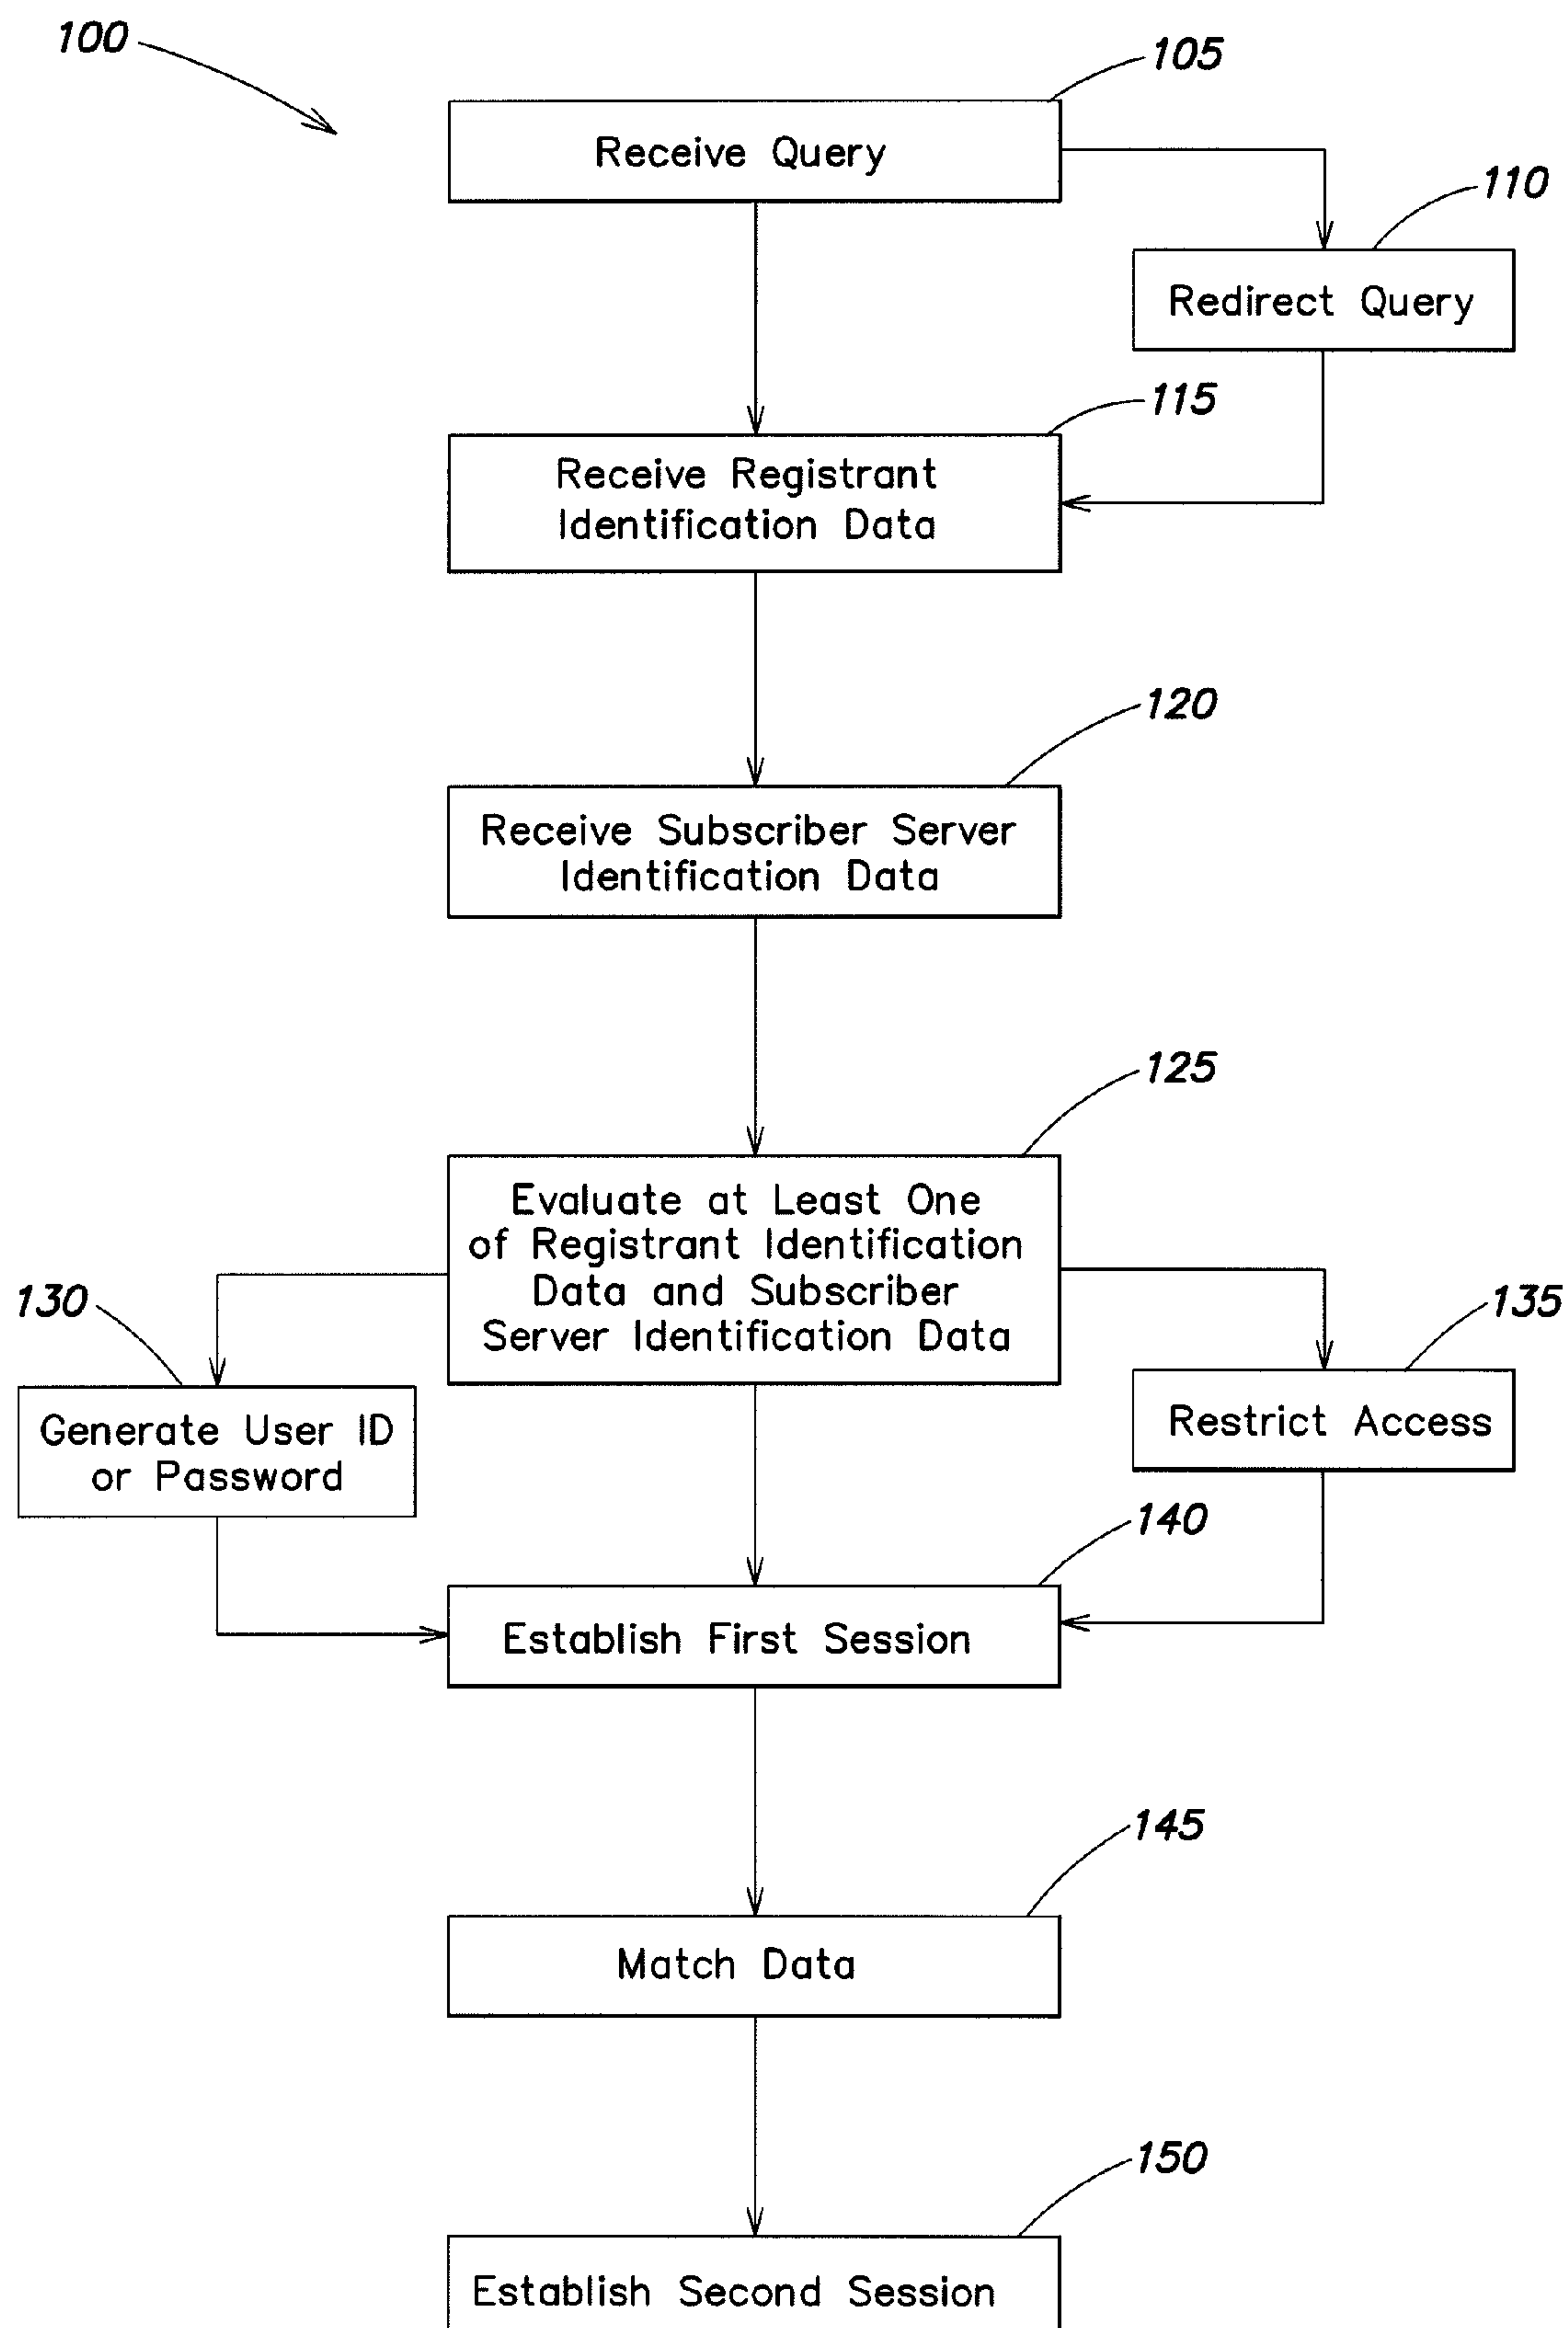 100
105
Receive Query
110
Redirect Query
115
Receive Registrant
Identification Data
120
Receive Subscriber Server
Identification Data
125
Evaluate at Least One
of Registrant Identification
Data and Subscriber
Server Identification Data
130
Generate User ID
or Password
135
Restrict Access
140
Establish First Session
145
Match Data
150
Establish Second Session